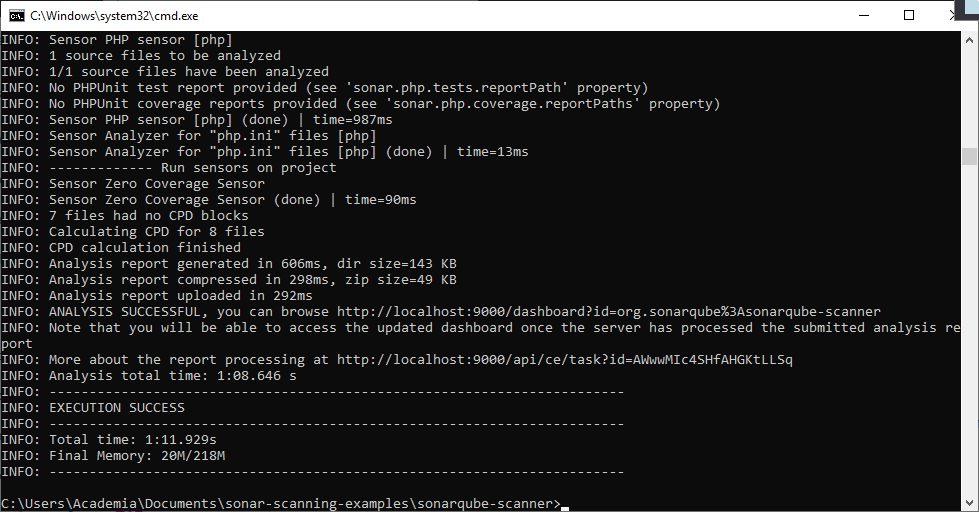 C:\Windows\system32\cmd.exe
INFO: Sensor PHP sensor [php]
INFO: 1 source files to be analyzed
INFO: 1/1 source files have been analyzed
INFO: No PHPUnit test report provided (see 'sonar.php.tests.reportPath' property)
INFO: No PHPUnit coverage reports provided (see 'sonar.php.coverage.reportPaths' property)
INFO: Sensor PHP sensor [php] (done) | time=987ms
INFO: Sensor Analyzer for "php.ini" files [php]
INFO: Sensor Analyzer for "php.ini" files [php] (done) | time=13ms
INFO: ------------- Run sensors on project
INFO: Sensor Zero Coverage Sensor
INFO: Sensor Zero Coverage Sensor (done) | time=90ms
INFO: 7 files had no CPD blocks
INFO: Calculating CPD for 8 files
INFO: CPD calculation finished
INFO: Analysis report generated in 606ms, dir size=143 KB
INFO: Analysis report compressed in 298ms, zip size=49 KB
INFO: Analysis report uploaded in 292ms
INFO: ANALYSIS SUCCESSFUL, you can browse http://localhost:9000/dashboard?id=org.sonarqube%3Asonarqube-scanner
INFO: Note that you will be able to access the updated dashboard once the server has processed the submitted analysis re
port
INFO: More about the report processing at http://localhost:9000/api/ce/task?id=AWwwMIc4SHfAHGKtLLSq
INFO: Analysis total time: 1:08.646 s
INFO: ------------------------------------------------------------------------
INFO: EXECUTION SUCCESS
INFO: ------------------------------------------------------------------------
INFO: Total time: 1:11.929s
INFO: Final Memory: 20M/218M
INFO: ------------------------------------------------------------------------
C:\Users\Academia\Documents\sonar-scanning-examples\sonarqube-scanner>